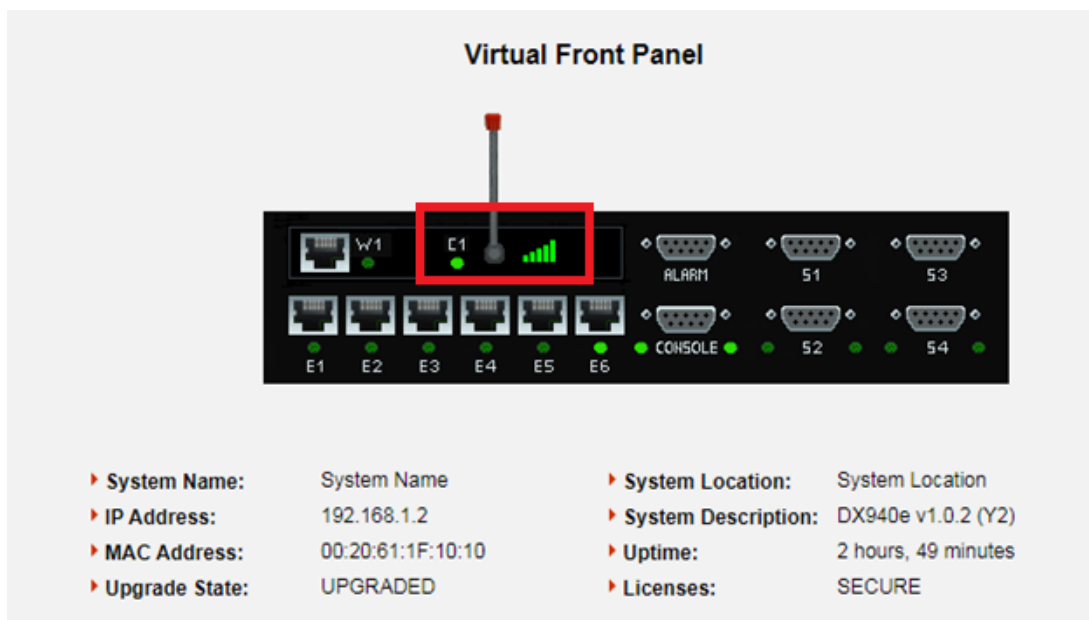 Virtual Front Panel
W1 C1
ALARM S1 S3
CONSOLE S2 S4
E1 E2 E3 E4 E5 E6
System Name: System Name System Location: System Location
IP Address: 192.168.1.2 System Description: DX940e v1.0.2 (Y2)
MAC Address: 00:20:61:1F:10:10 Uptime: 2 hours, 49 minutes
Upgrade State: UPGRADED Licenses: SECURE